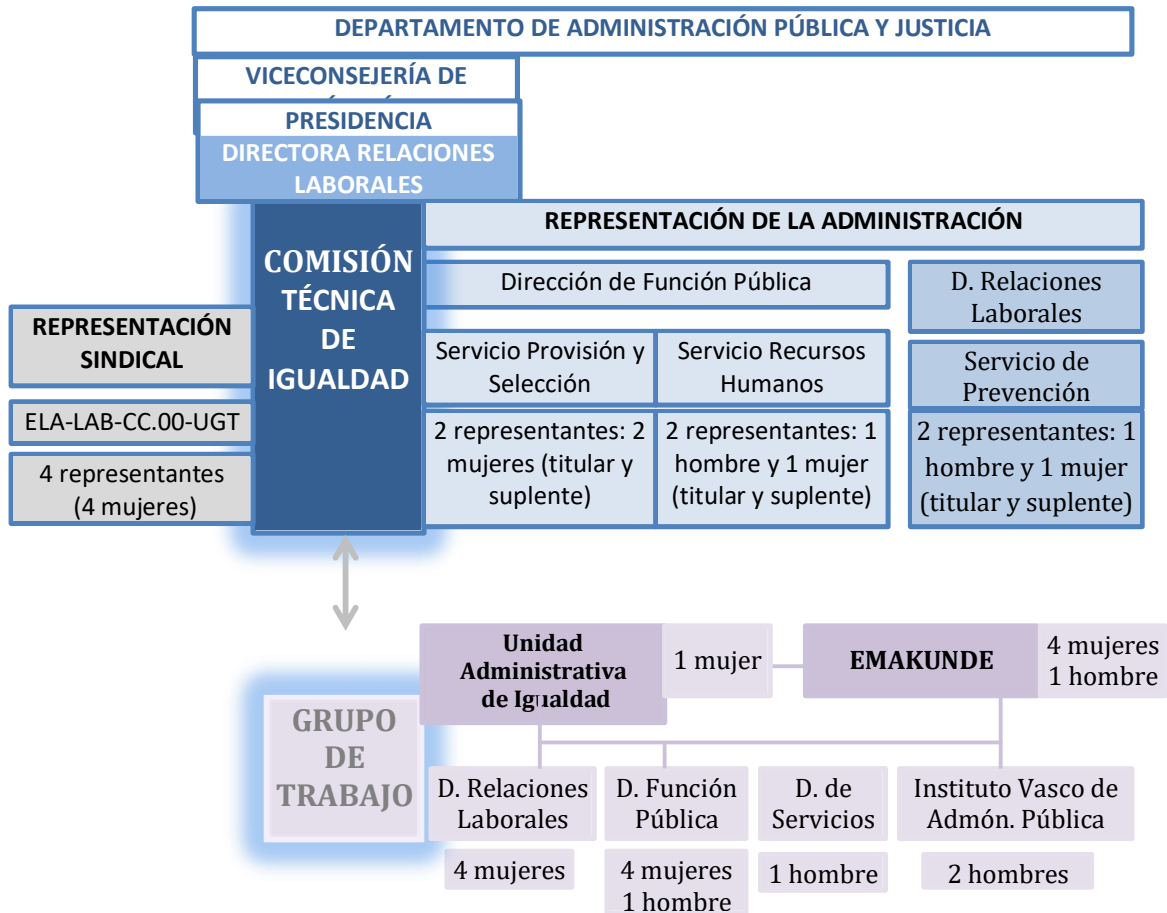 DEPARTAMENTO DE ADMINISTRACIÓN PÚBLICA Y JUSTICIA
VICECONSEJERÍA DE
PRESIDENCIA
DIRECTORA RELACIONES
LABORALES
REPRESENTACIÓN DE LA ADMINISTRACIÓN
COMISIÓN
TÉCNICA
DE
IGUALDAD
Dirección de Función Pública
D. Relaciones
Laborales
REPRESENTACIÓN
SINDICAL
Servicio Provisión y
Selección
Servicio Recursos
Humanos
Servicio de
Prevención
ELA-LAB-CC.00-UGT
4 representantes
(4 mujeres)
2 representantes: 2
mujeres (titular y
suplente)
2 representantes: 1
hombre y 1 mujer
(titular y suplente)
2 representantes: 1
hombre y 1 mujer
(titular y suplente)
Unidad
Administrativa
de Igualdad
1 mujer
EMAKUNDE
4 mujeres
1 hombre
GRUPO
DE
TRABAJO
D. Relaciones
Laborales
D. Función
Pública
D. de
Servicios
Instituto Vasco de
Admón. Pública
4 mujeres
4 mujeres
1 hombre
1 hombre
2 hombres